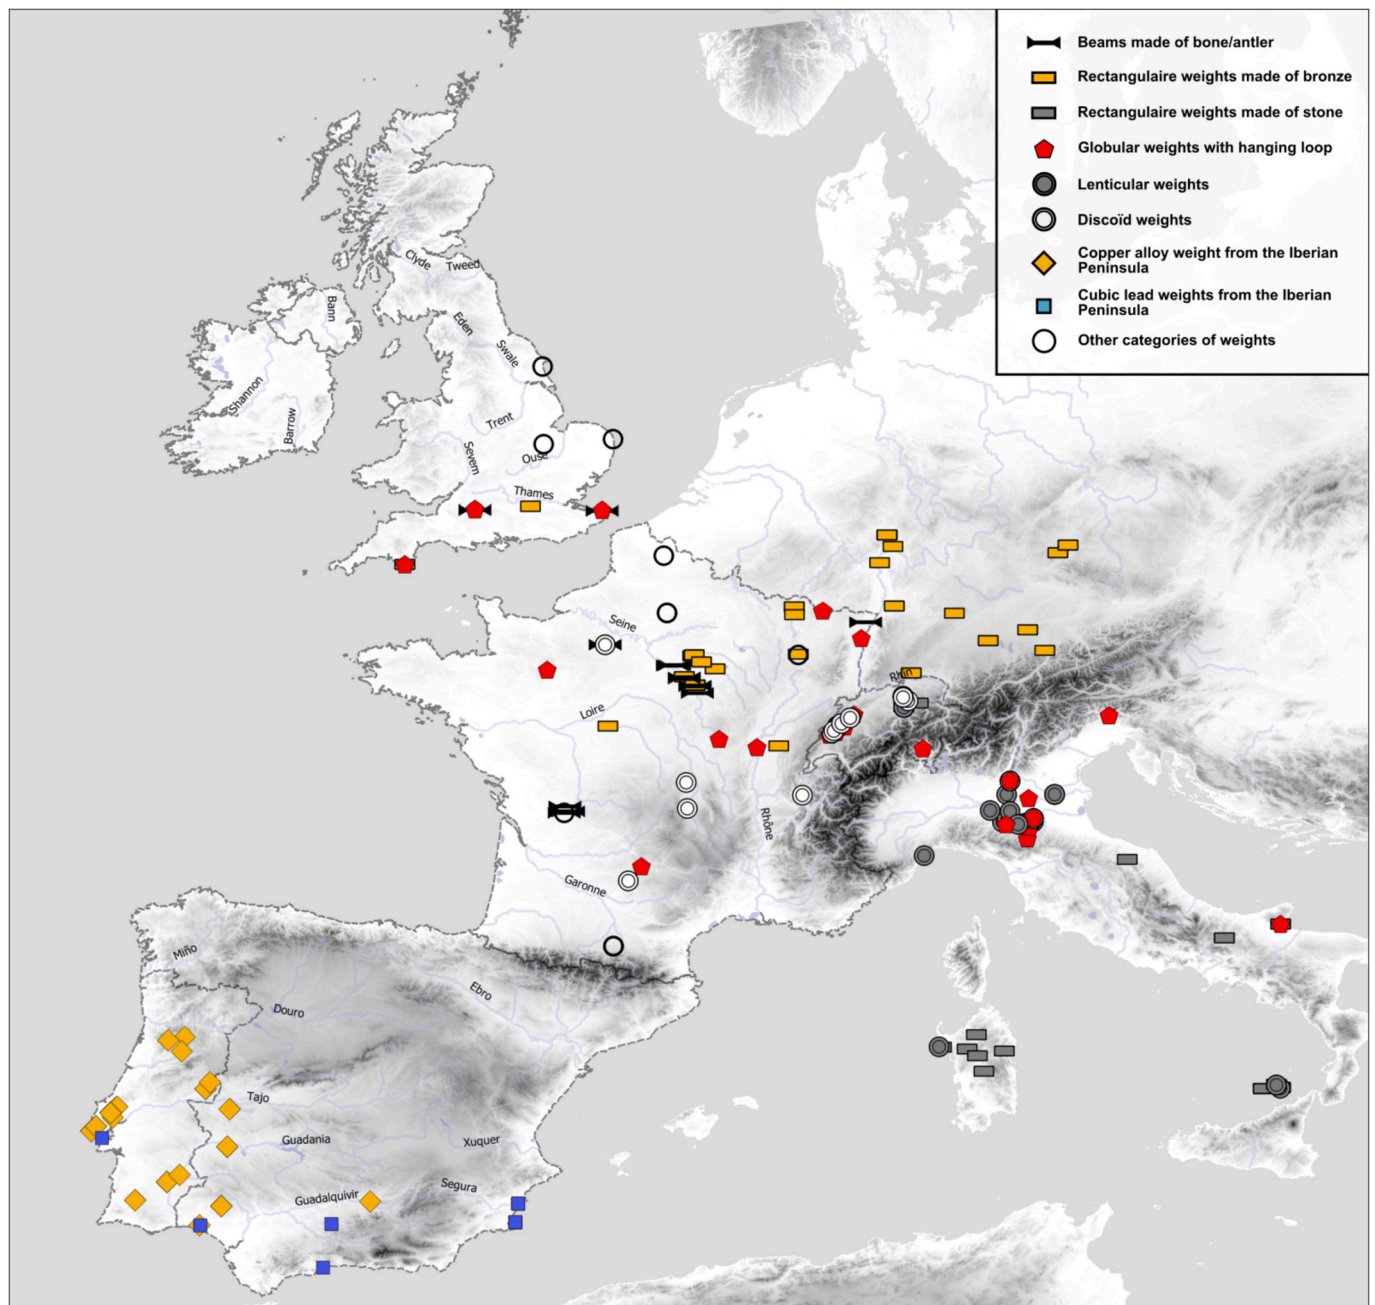 Beams made of bone/antler
Rectangulaire weights made of bronze
Rectangulaire weights made of stone
Globular weights with hanging loop
Lenticular weights
Discoïd weights
Copper alloy weight from the Iberian
Peninsula
Cubic lead weights from the Iberian
Peninsula
Other categories of weights
Clyde
Tweed
Bann
Eden
Swale
Shannon
Barrow
Trent
Severn
Ouse
Thames
Seine
Rhin
Loire
Rhône
Garonne
Miño
Ebro
Douro
Tajo
Guadania
Xuquer
Segura
Guadalquivir